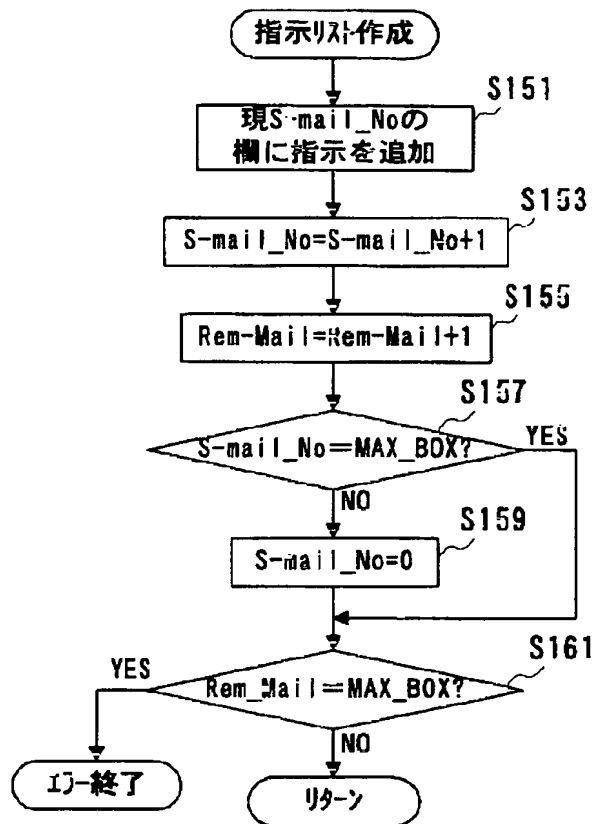 指示リスト作成
S151
現S-mail_Noの
欄に指示を追加
S153
S-mail_No=S-mail_No+1
S155
Rem-Mail=Rem-Mail+1
S157
S-mail_No=MAX_BOX?
YES
NO
S159
S-mail_No=0
S161
YES
Rem_Mail=MAX_BOX?
NO
エラー終了
リターン